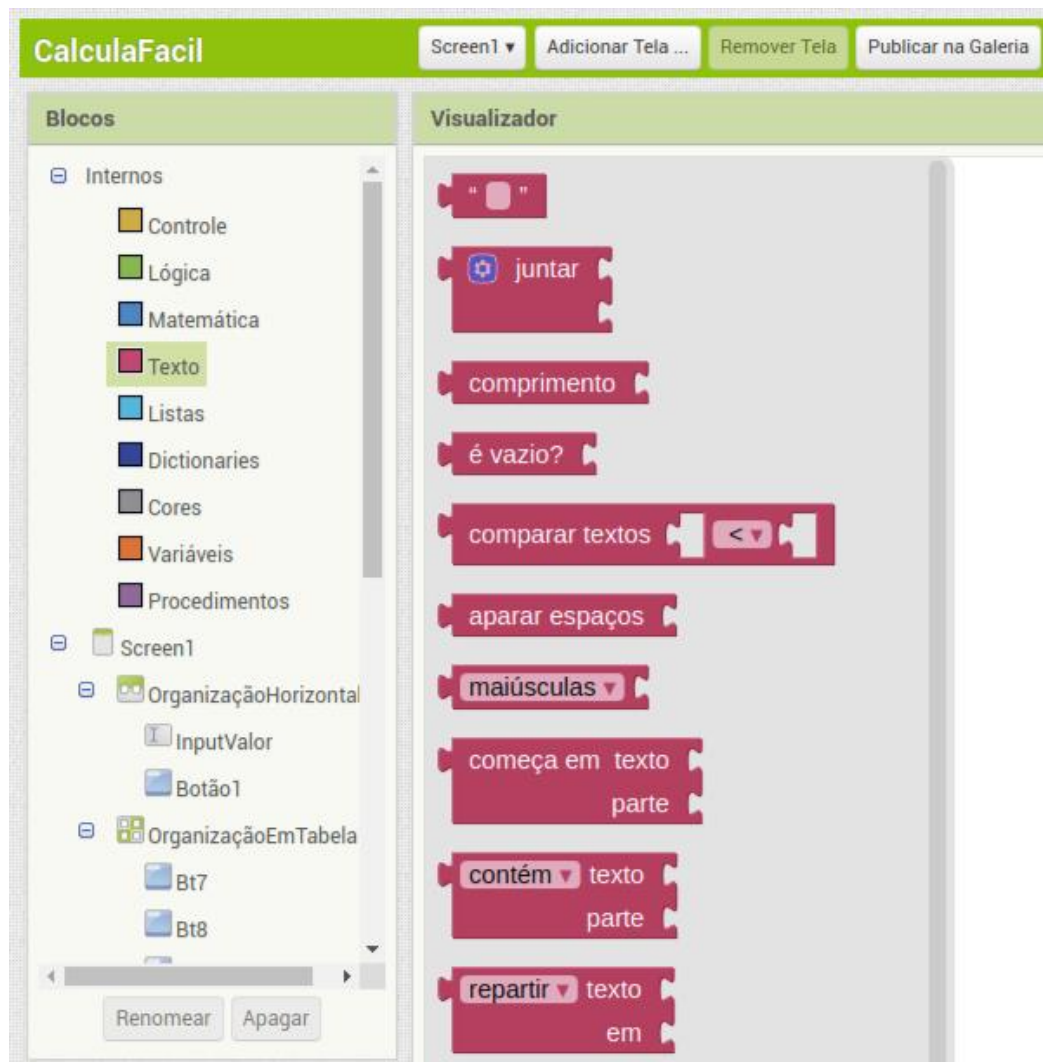 CalculaFacil
Screen1 ▾
Adicionar Tela ...
Remover Tela
Publicar na Galeria
Blocos
Internos
Controle
Lógica
Matemática
Texto
Listas
Dictionaries
Cores
Variáveis
Procedimentos
Screen1
OrganizaçãoHorizontal
InputValor
Botão1
OrganizaçãoEmTabela
Bt7
Bt8
Renomear
Apagar
Visualizador
“ ”
juntar
comprimento
é vazio?
comparar textos < ▾
aparar espaços
maiúsculas ▾
começa em texto
parte
contém ▾ texto
parte
repartir ▾ texto
em